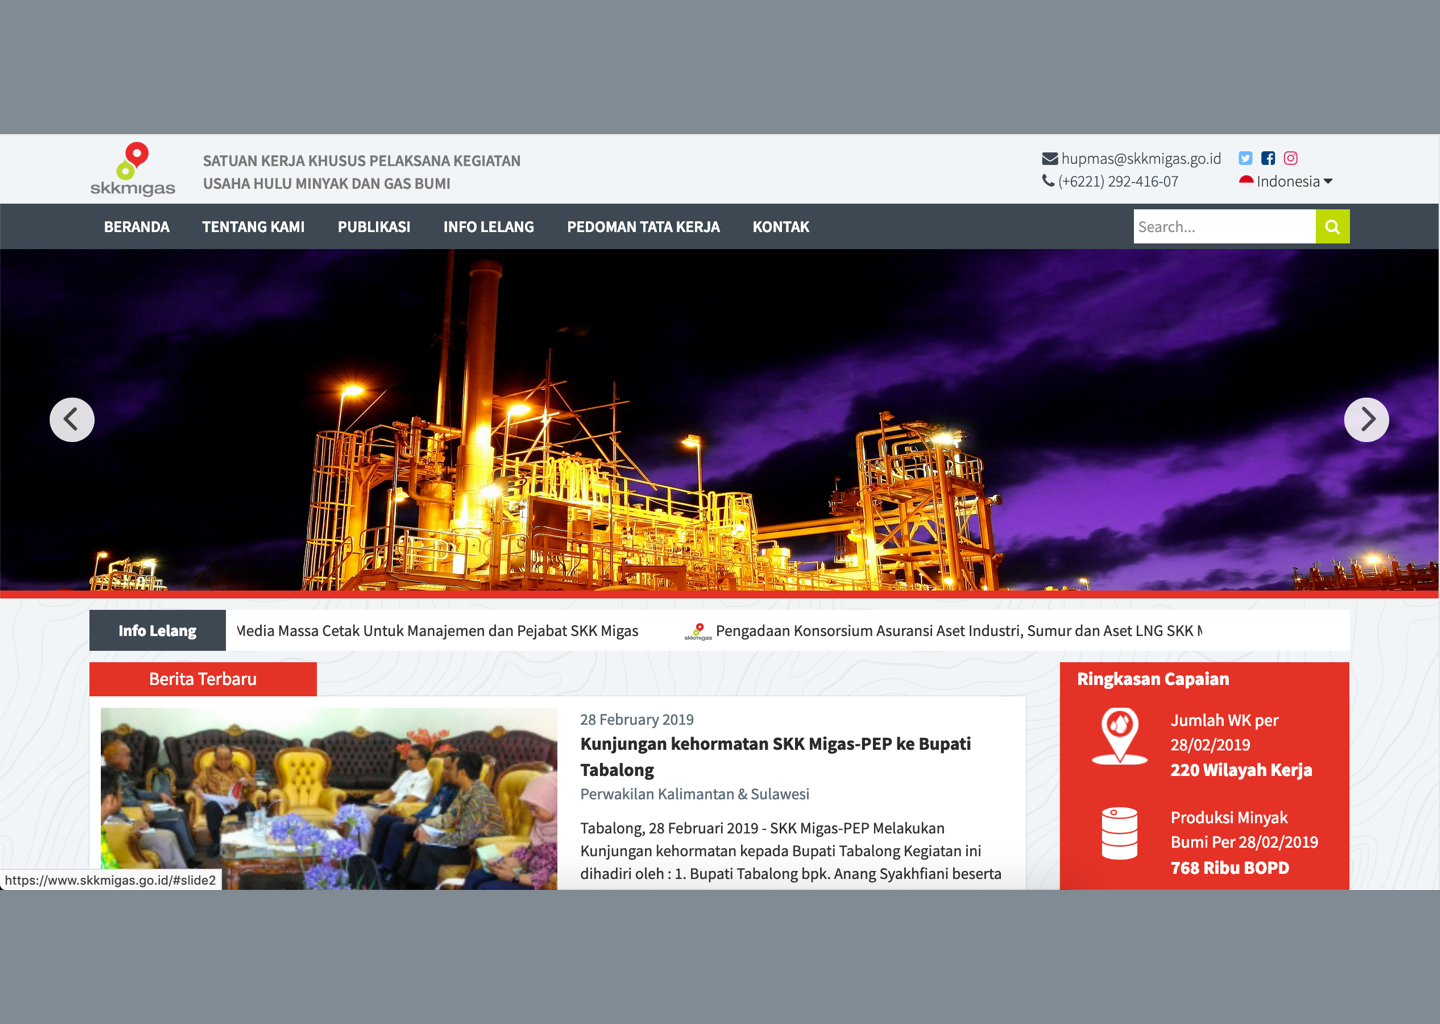 skkmigas
SATUAN KERJA KHUSUS PELAKSANA KEGIATAN
USAHA HULU MINYAK DAN GAS BUMI
hupmas@skkmigas.go.id
(+6221) 292-416-07
Indonesia
BERANDA TENTANG KAMI PUBLIKASI INFO LELANG PEDOMAN TATA KERJA KONTAK
Search...
Info Lelang
Media Massa Cetak Untuk Manajemen dan Pejabat SKK Migas
skkmigas
Pengadaan Konsorsium Asuransi Aset Industri, Sumur dan Aset LNG SKK
Berita Terbaru
28 February 2019
Kunjungan kehormatan SKK Migas-PEP ke Bupati
Tabalong
Perwakilan Kalimantan & Sulawesi
Tabalong, 28 Februari 2019 - SKK Migas-PEP Melakukan
Kunjungan kehormatan kepada Bupati Tabalong Kegiatan ini
dihadiri oleh : 1. Bupati Tabalong bpk. Anang Syakhfiani beserta
Ringkasan Capaian
Jumlah WK per
28/02/2019
220 Wilayah Kerja
Produksi Minyak
Bumi Per 28/02/2019
768 Ribu BOPD
https://www.skkmigas.go.id/#slide2